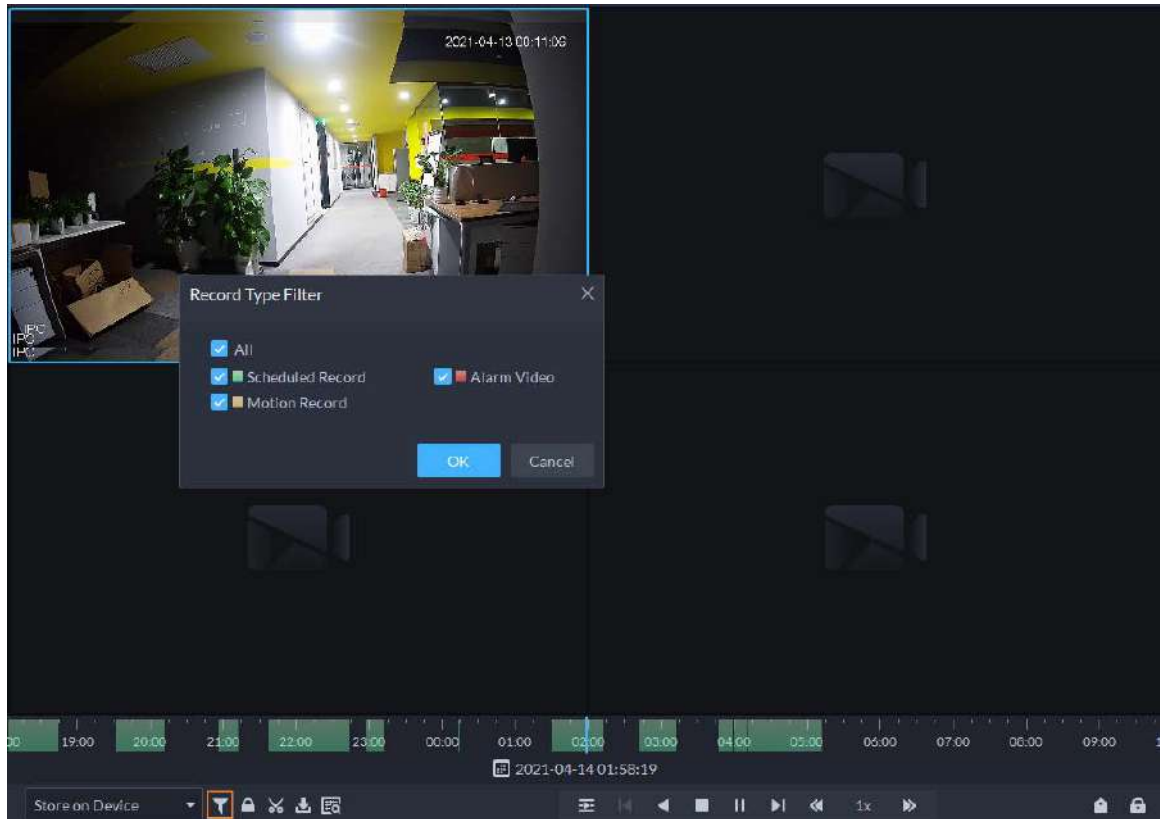 2021-04-13 00:11:06
IPC
IPC
Record Type Filter
All
Scheduled Record
Alarm Video
Motion Record
OK
Cancel
19:00 20:00 21:00 22:00 23:00 00:00 01:00 02:00 03:00 04:00 05:00 06:00 07:00 08:00 09:00
2021-04-14 01:58:19
Store on Device
1x